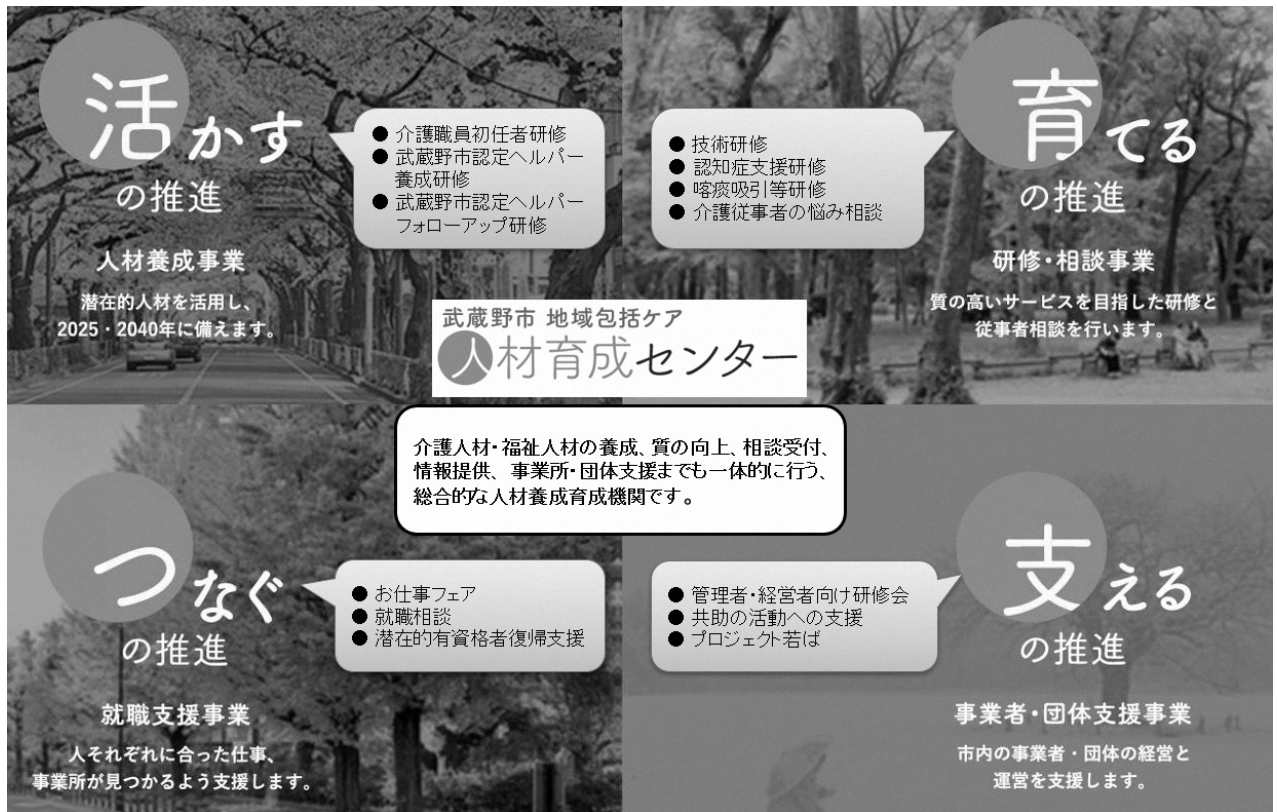 活かす
の推進
人材養成事業
潜在的人材を活用し、
2025・2040年に備えます。
● 介護職員初任者研修
● 武蔵野市認定ヘルパー
養成研修
● 武蔵野市認定ヘルパー
フォローアップ研修
育てる
の推進
研修・相談事業
質の高いサービスを目指した研修と
従事者相談を行います。
● 技術研修
● 認知症支援研修
● 喀痰吸引等研修
● 介護従事者の悩み相談
武蔵野市 地域包括ケア
人材育成センター
介護人材・福祉人材の養成、質の向上、相談受付、
情報提供、事業所・団体支援までも一体的に行う、
総合的な人材養成育成機関です。
つなぐ
の推進
就職支援事業
人それぞれに合った仕事、
事業所が見つかるよう支援します。
● お仕事フェア
● 就職相談
● 潜在的有資格者復帰支援
支える
の推進
事業者・団体支援事業
市内の事業者・団体の経営と
運営を支援します。
● 管理者・経営者向け研修会
● 共助の活動への支援
● プロジェクト若ば